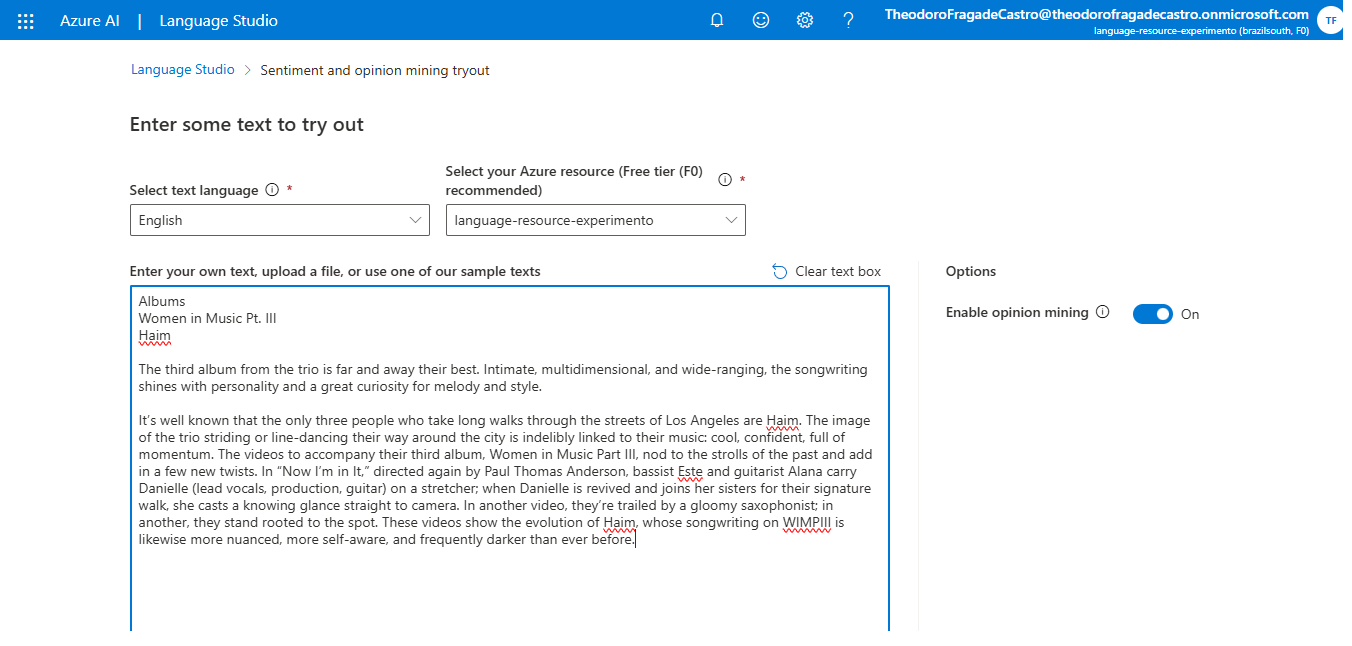 Azure AI | Language Studio
TheodoroFragadeCastro@theodorofragadecastro.onmicrosoft.com
language-resource-experimento (brazilsouth, F0)
TF
Language Studio > Sentiment and opinion mining tryout
Enter some text to try out
Select text language *
Select your Azure resource (Free tier (F0)
recommended) *
English
language-resource-experimento
Enter your own text, upload a file, or use one of our sample texts
Clear text box
Albums
Women in Music Pt. III
Haim
The third album from the trio is far and away their best. Intimate, multidimensional, and wide-ranging, the songwriting
shines with personality and a great curiosity for melody and style.
It's well known that the only three people who take long walks through the streets of Los Angeles are Haim. The image
of the trio striding or line-dancing their way around the city is indelibly linked to their music: cool, confident, full of
momentum. The videos to accompany their third album, Women in Music Part III, nod to the strolls of the past and add
in a few new twists. In “Now I'm in It,” directed again by Paul Thomas Anderson, bassist Este and guitarist Alana carry
Danielle (lead vocals, production, guitar) on a stretcher; when Danielle is revived and joins her sisters for their signature
walk, she casts a knowing glance straight to camera. In another video, they're trailed by a gloomy saxophonist; in
another, they stand rooted to the spot. These videos show the evolution of Haim, whose songwriting on WIMPIII is
likewise more nuanced, more self-aware, and frequently darker than ever before.
Options
Enable opinion mining
On